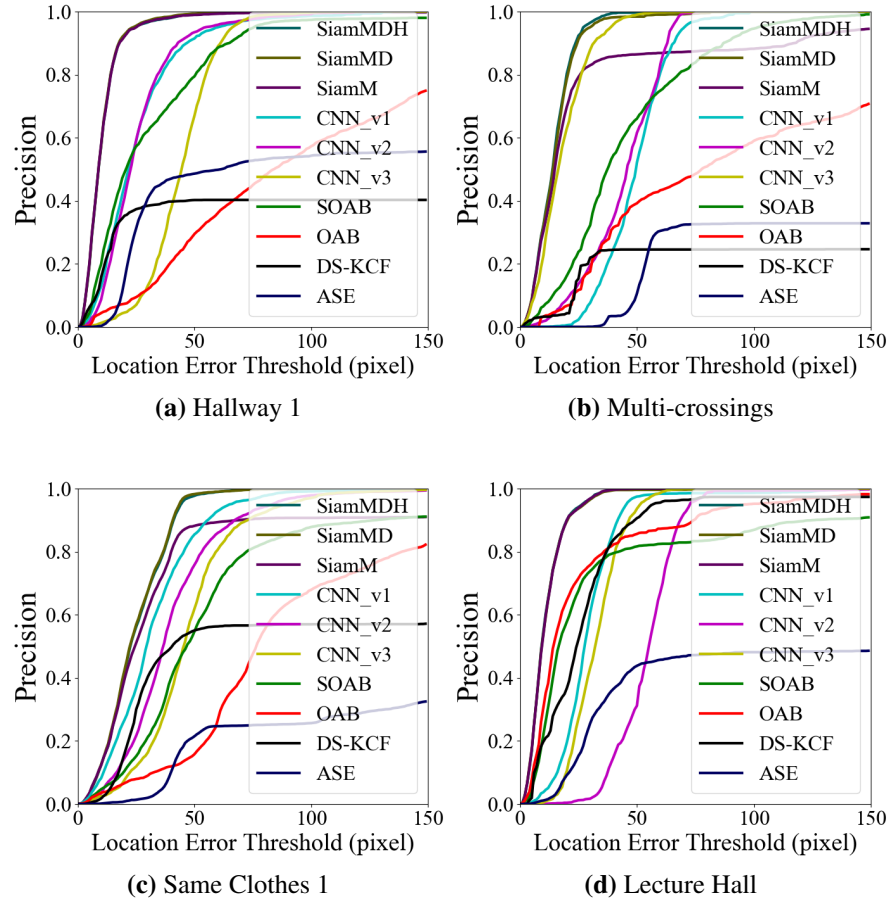 1.0
0.8
0.6
0.4
0.2
0.0
Precision
SiamMDH
SiamMD
SiamM
CNN_v1
CNN_v2
CNN_v3
SOAB
OAB
DS-KCF
ASE
0 50 100 150
Location Error Threshold (pixel)
(a) Hallway 1
1.0
0.8
0.6
0.4
0.2
0.0
Precision
SiamMDH
SiamMD
SiamM
CNN_v1
CNN_v2
CNN_v3
SOAB
OAB
DS-KCF
ASE
0 50 100 150
Location Error Threshold (pixel)
(b) Multi-crossings
1.0
0.8
0.6
0.4
0.2
0.0
Precision
SiamMDH
SiamMD
SiamM
CNN_v1
CNN_v2
CNN_v3
SOAB
OAB
DS-KCF
ASE
0 50 100 150
Location Error Threshold (pixel)
(c) Same Clothes 1
1.0
0.8
0.6
0.4
0.2
0.0
Precision
SiamMDH
SiamMD
SiamM
CNN_v1
CNN_v2
CNN_v3
SOAB
OAB
DS-KCF
ASE
0 50 100 150
Location Error Threshold (pixel)
(d) Lecture Hall